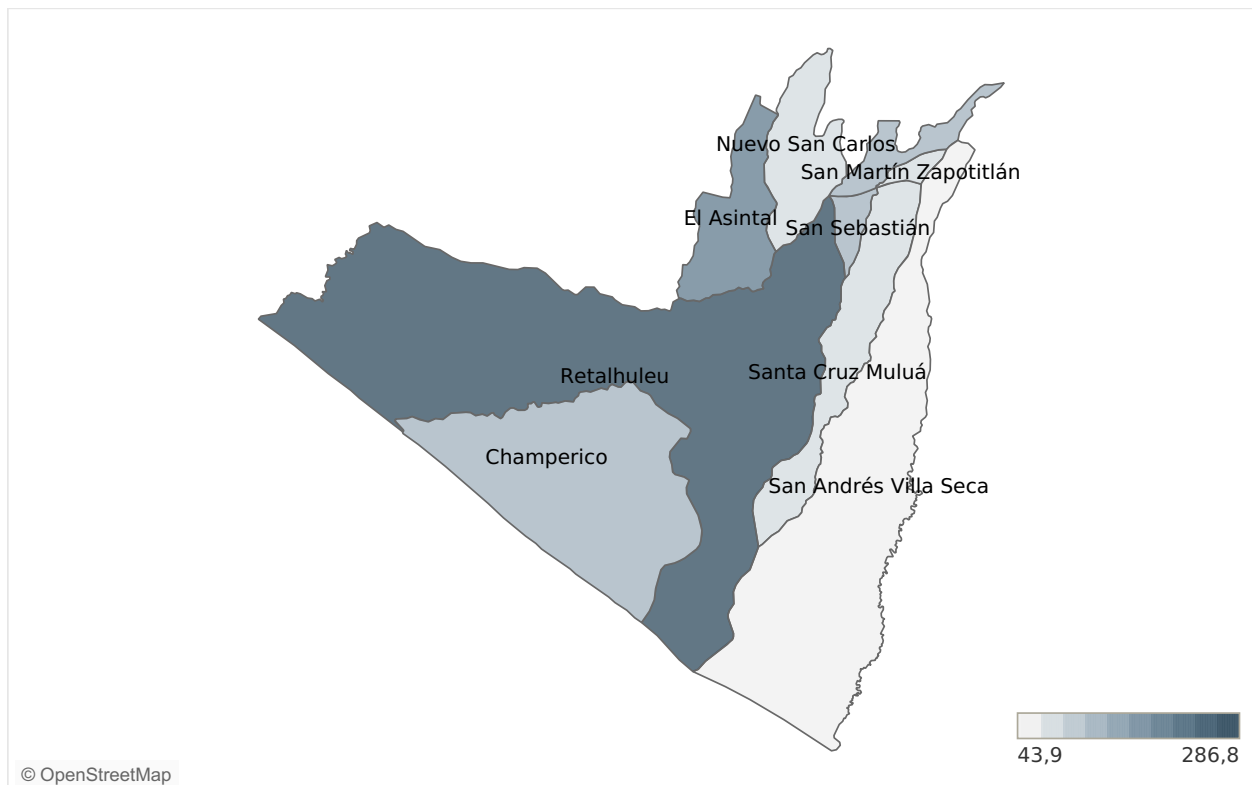 Nuevo San Carlos
San Martín Zapotitlán
El Asintal
San Sebastián
Santa Cruz Muluá
Retalhuleu
Champerico
San Andrés Villa Seca
43,9
286,8
© OpenStreetMap